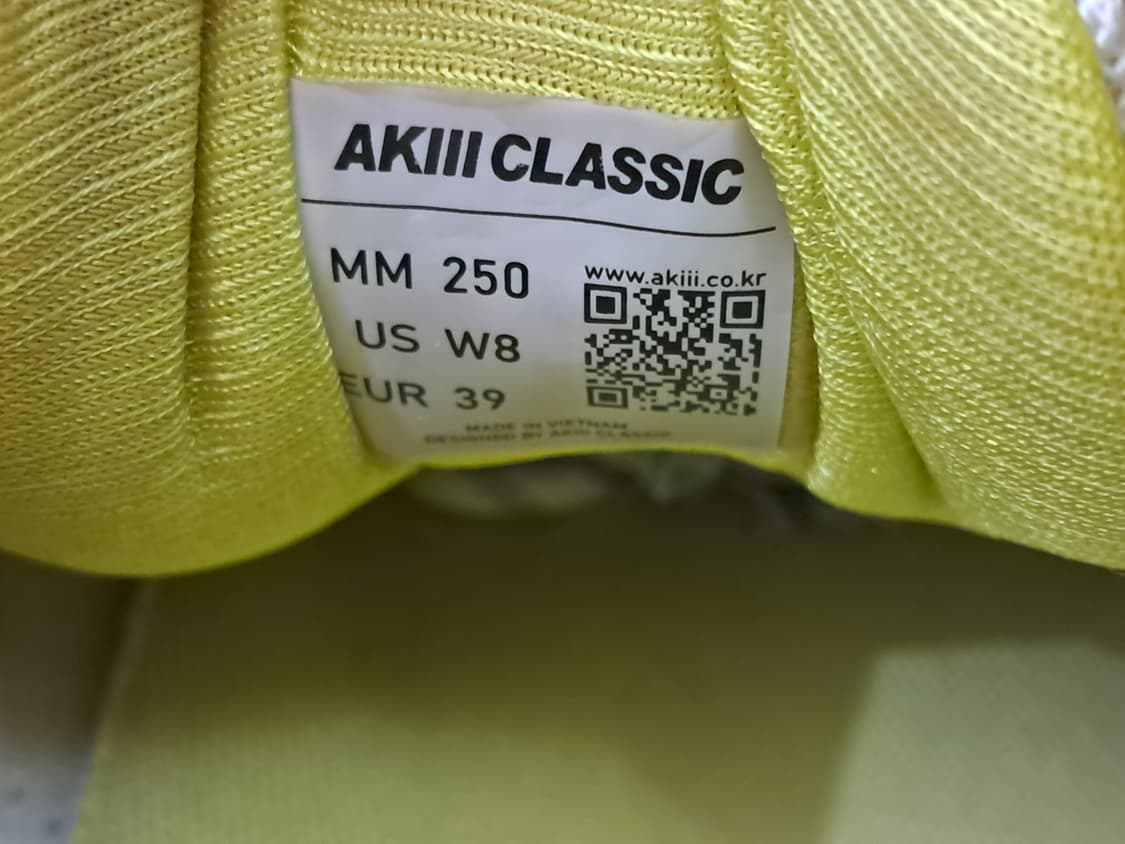 AKIII CLASSIC
MM 250
www.akiii.co.kr
US W8
EUR 39
MADE IN VIETNAM
DESIGNED BY AKIII CLASSIC